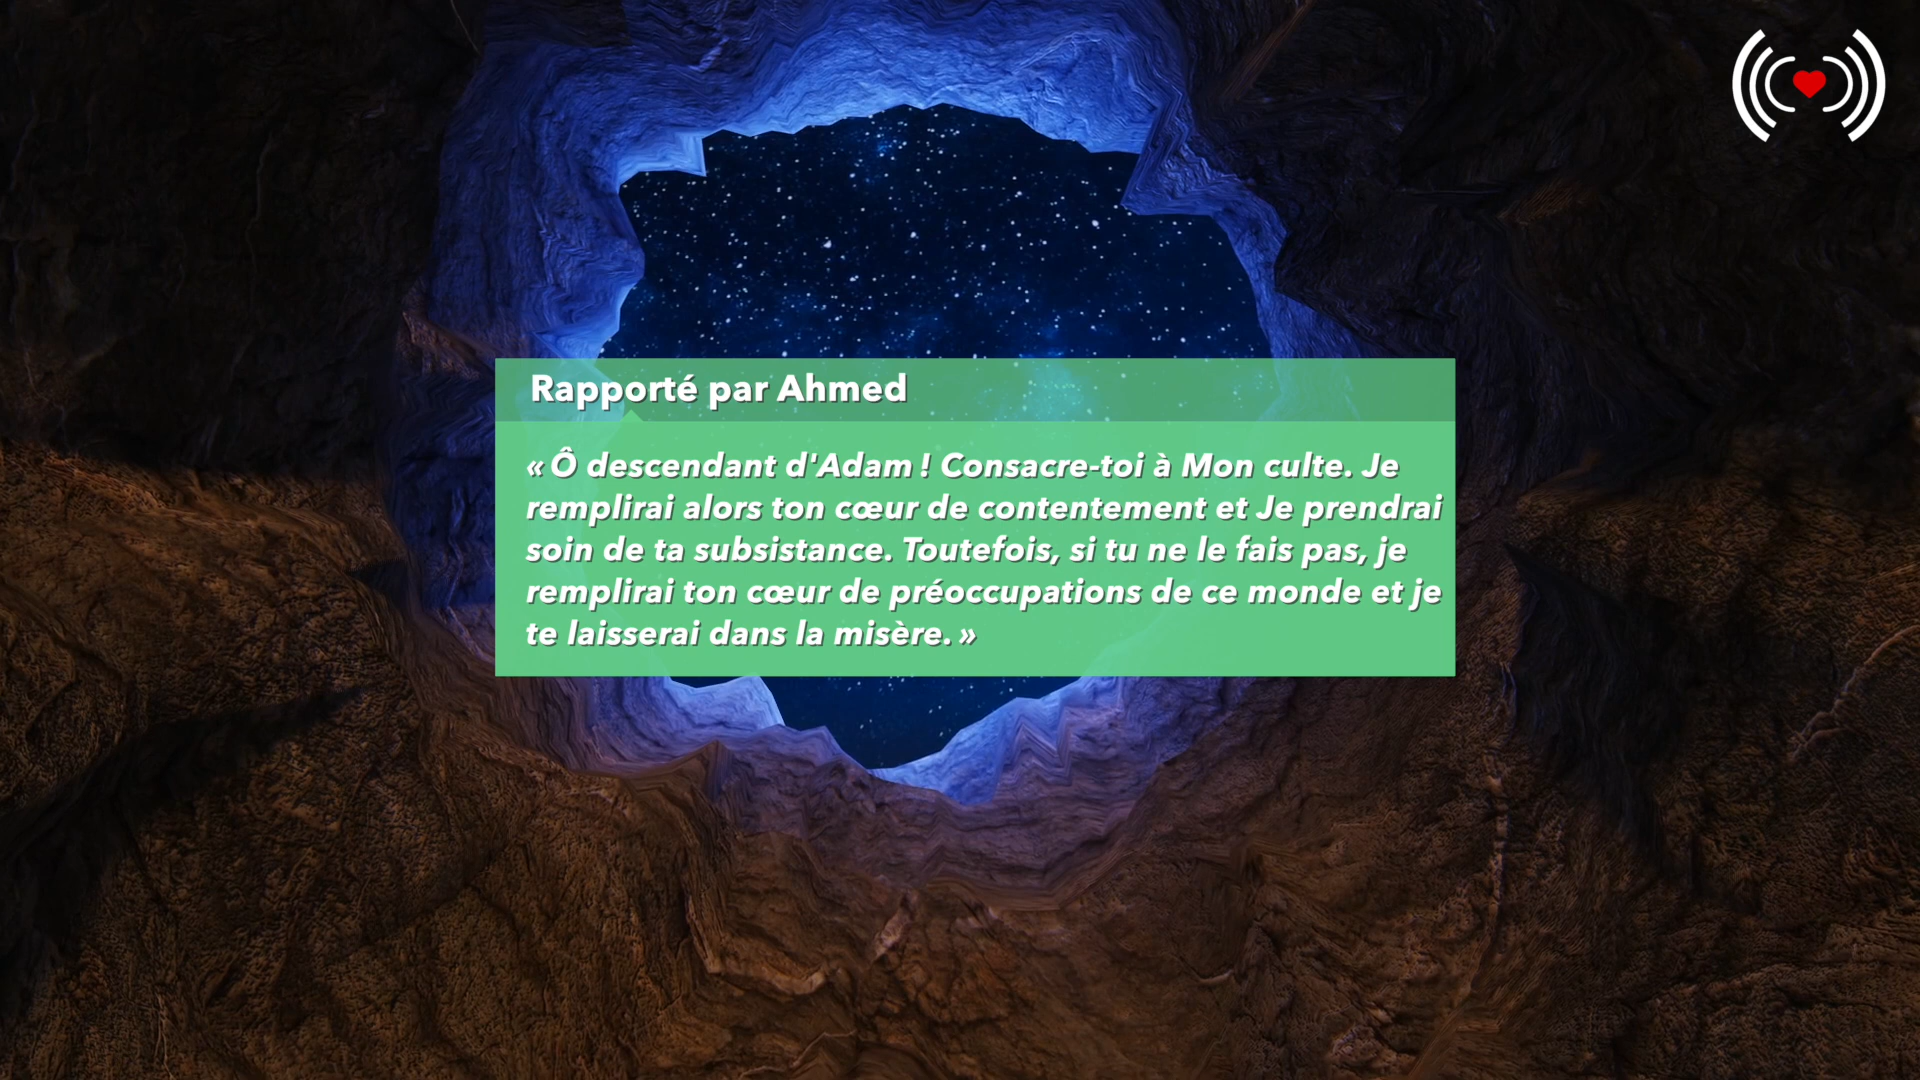 Rapporté par Ahmed
« Ô descendant d'Adam ! Consacre-toi à Mon culte. Je
remplirai alors ton cœur de contentement et Je prendrai
soin de ta subsistance. Toutefois, si tu ne le fais pas, je
remplirai ton cœur de préoccupations de ce monde et je
te laisserai dans la misère. »